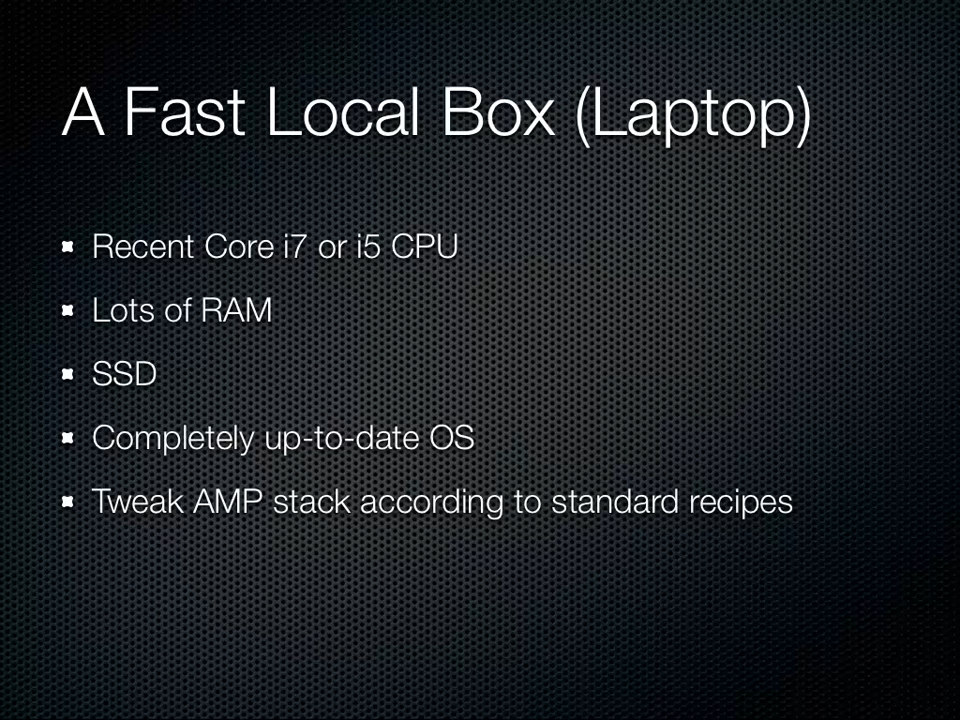 A Fast Local Box (Laptop)
Recent Core i7 or i5 CPU
Lots of RAM
SSD
Completely up-to-date OS
Tweak AMP stack according to standard recipes